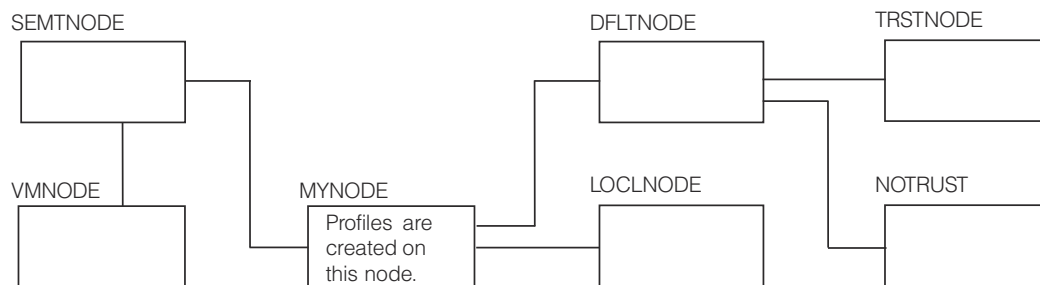 SEMTNODE
DFLTNODE
TRSTNODE
VMNODE
MYNODE
LOCLNODE
NOTRUST
Profiles are
created on
this node.